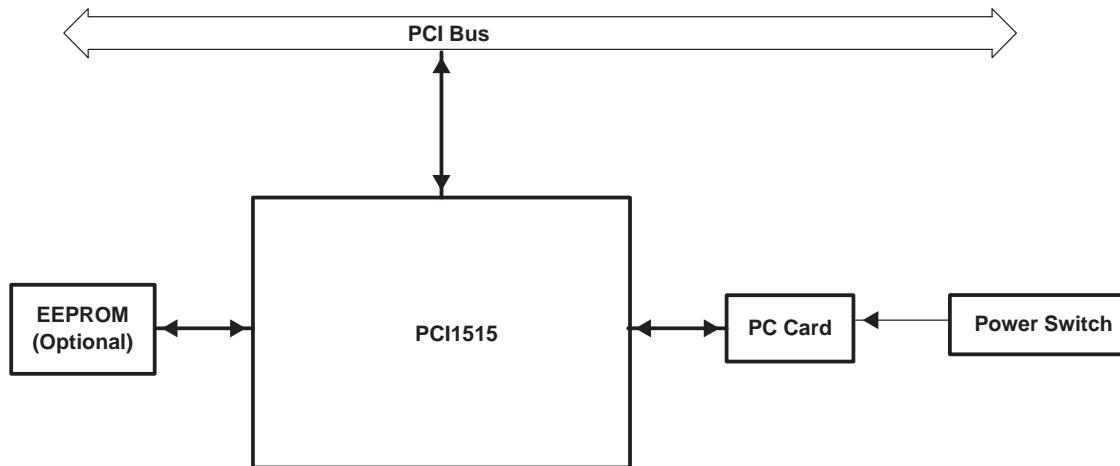 PCI Bus
EEPROM
(Optional)
PCI1515
PC Card
Power Switch